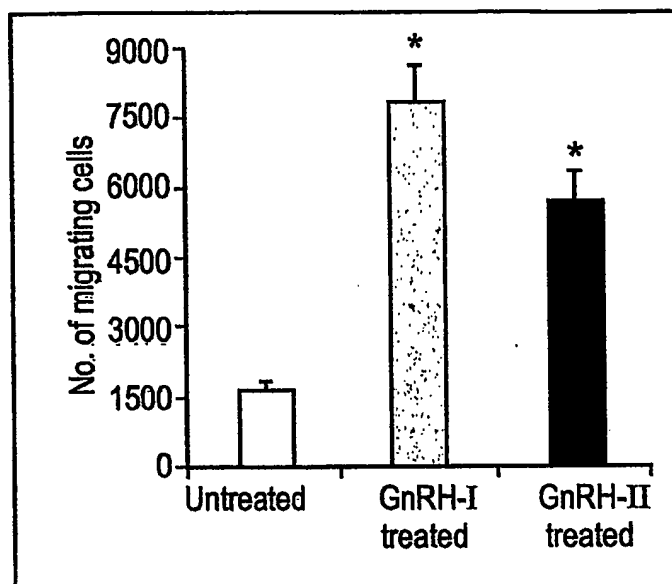 No. of migrating cells
9000
7500
6000
4500
3000
1500
0
*
*
Untreated
GnRH-I
treated
GnRH-II
treated